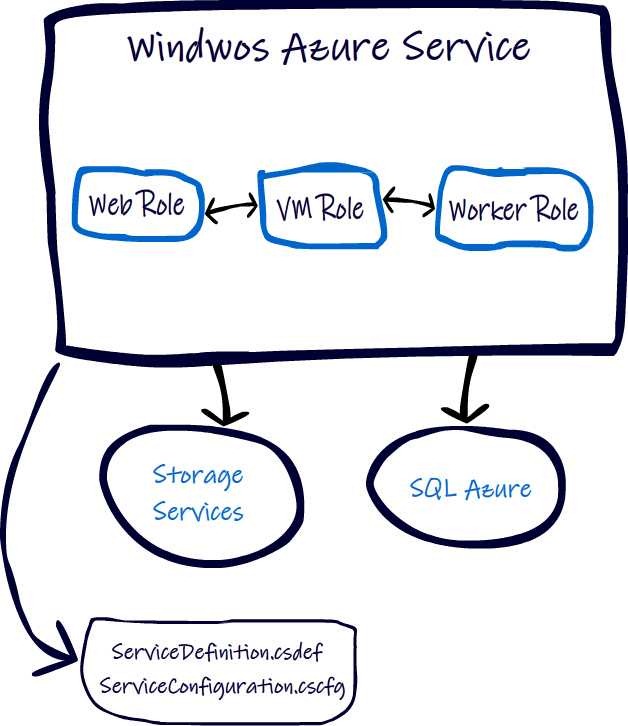 Windwos Azure Service
Web Role
VM Role
Worker Role
Storage
Services
SQL Azure
ServiceDefinition.csdef
ServiceConfiguration.cscfg